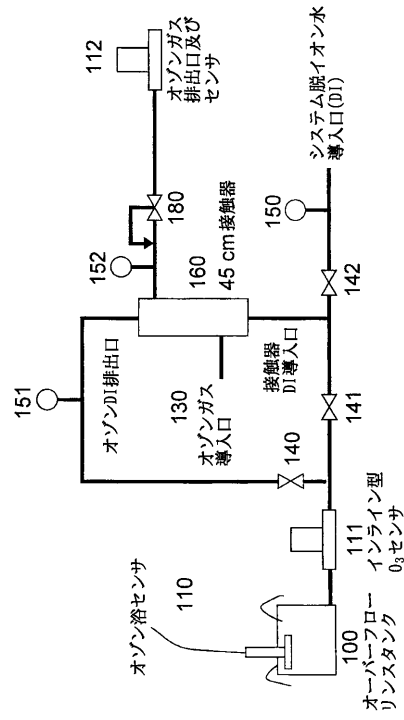 112
オゾンガス
排出口及び
センサ
180
152
160
45 cm 接触器
システム脱イオン水
導入口(DI)
150
142
151
オゾンDI排出口
130
オゾンガス
導入口
接触器
DI導入口
141
140
111
インライン型
O₃センサ
オゾン浴センサ
110
100
オーバーフロー
リンスタンク